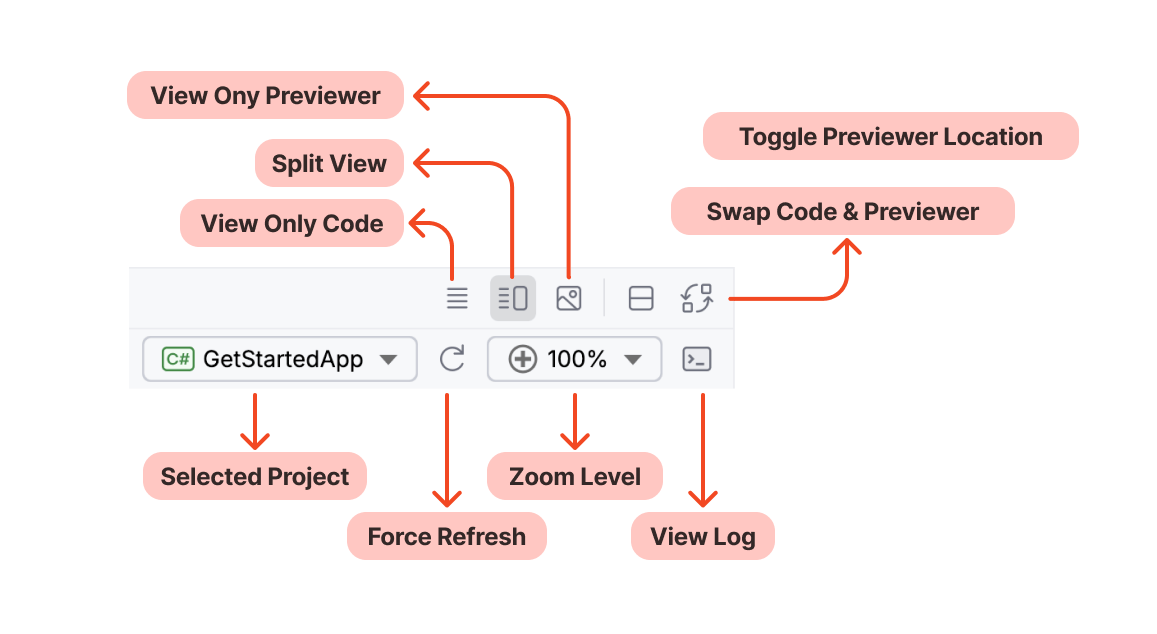 View Ony Previewer
Toggle Previewer Location
Split View
Swap Code & Previewer
View Only Code
C# GetStartedApp
100%
Selected Project
Zoom Level
Force Refresh
View Log